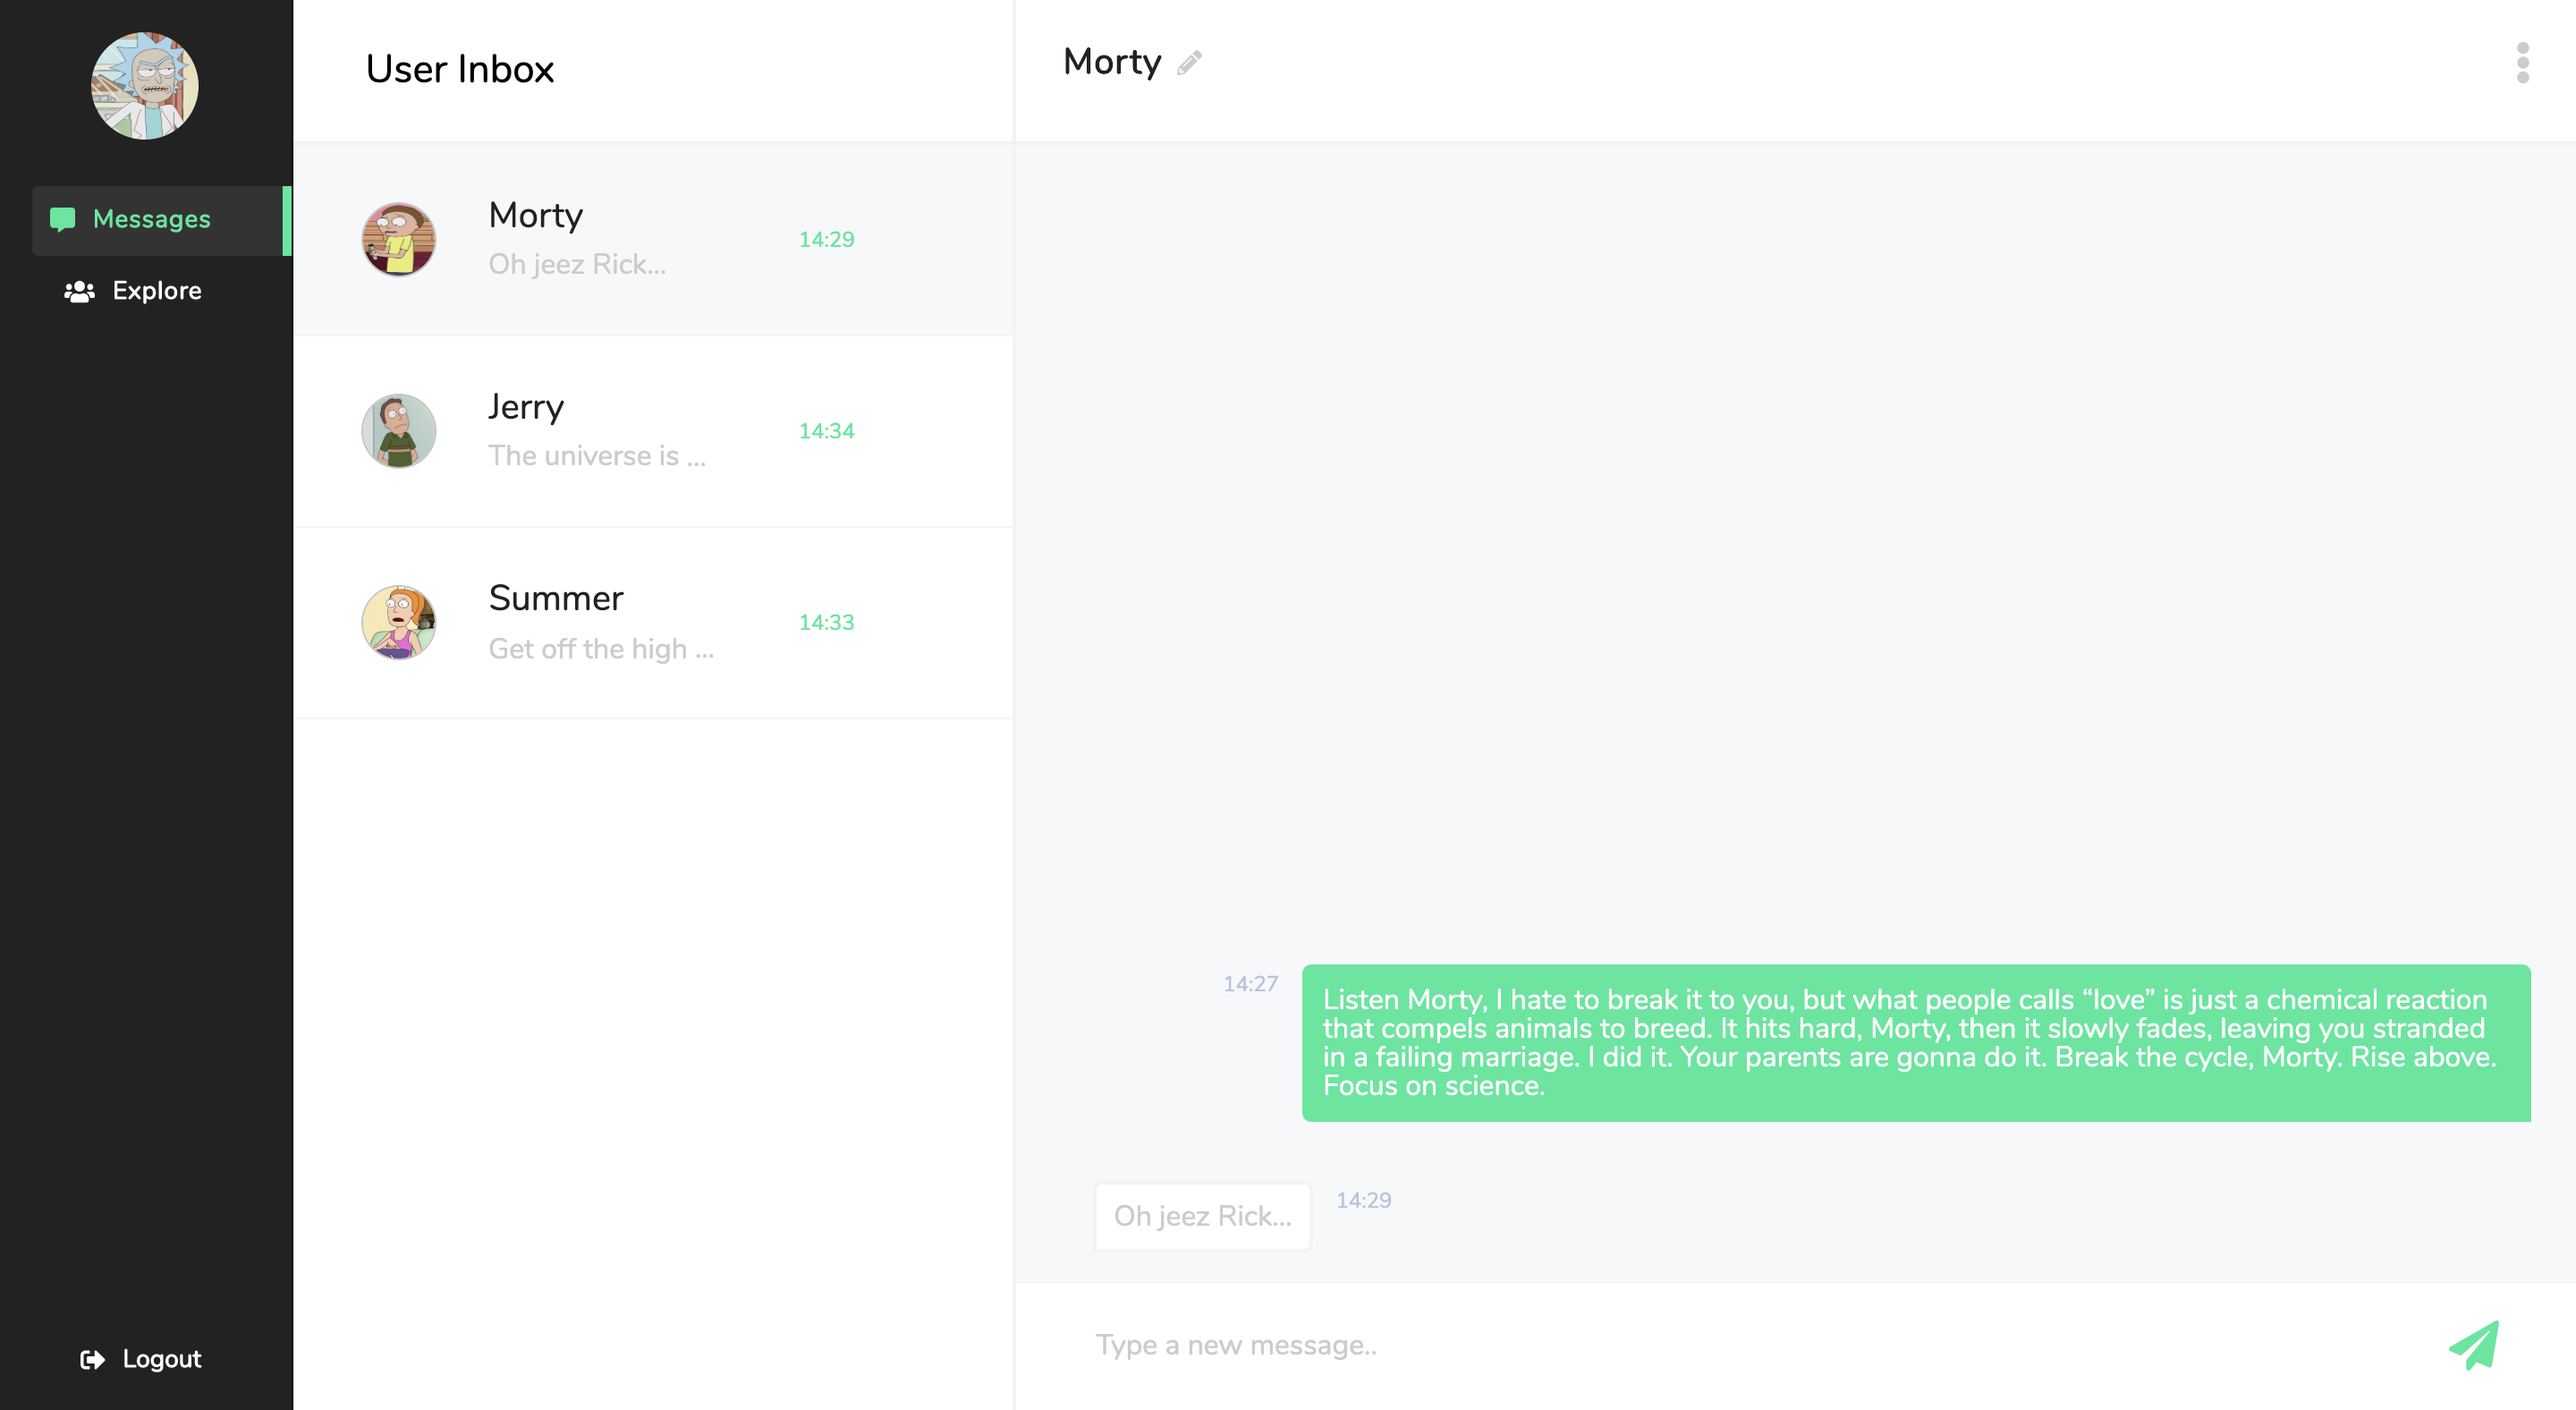 Messages
Explore
Logout
User Inbox
Morty
Oh jeez Rick...
14:29
Jerry
The universe is ...
14:34
Summer
Get off the high ...
14:33
Morty
14:27
Listen Morty, I hate to break it to you, but what people calls “love” is just a chemical reaction
that compels animals to breed. It hits hard, Morty, then it slowly fades, leaving you stranded
in a failing marriage. I did it. Your parents are gonna do it. Break the cycle, Morty. Rise above.
Focus on science.
Oh jeez Rick...
14:29
Type a new message..